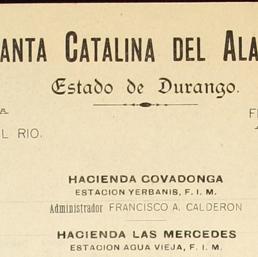 ANTA CATALINA DEL ALA
Estado de Durango.
L RIO.
HACIENDA COVADONGA
ESTACION YERBANIS, F. I. M.
Administrador FRANCISCO A. CALDERON
HACIENDA LAS MERCEDES
ESTACION AGUA VIEJA, F. I. M.